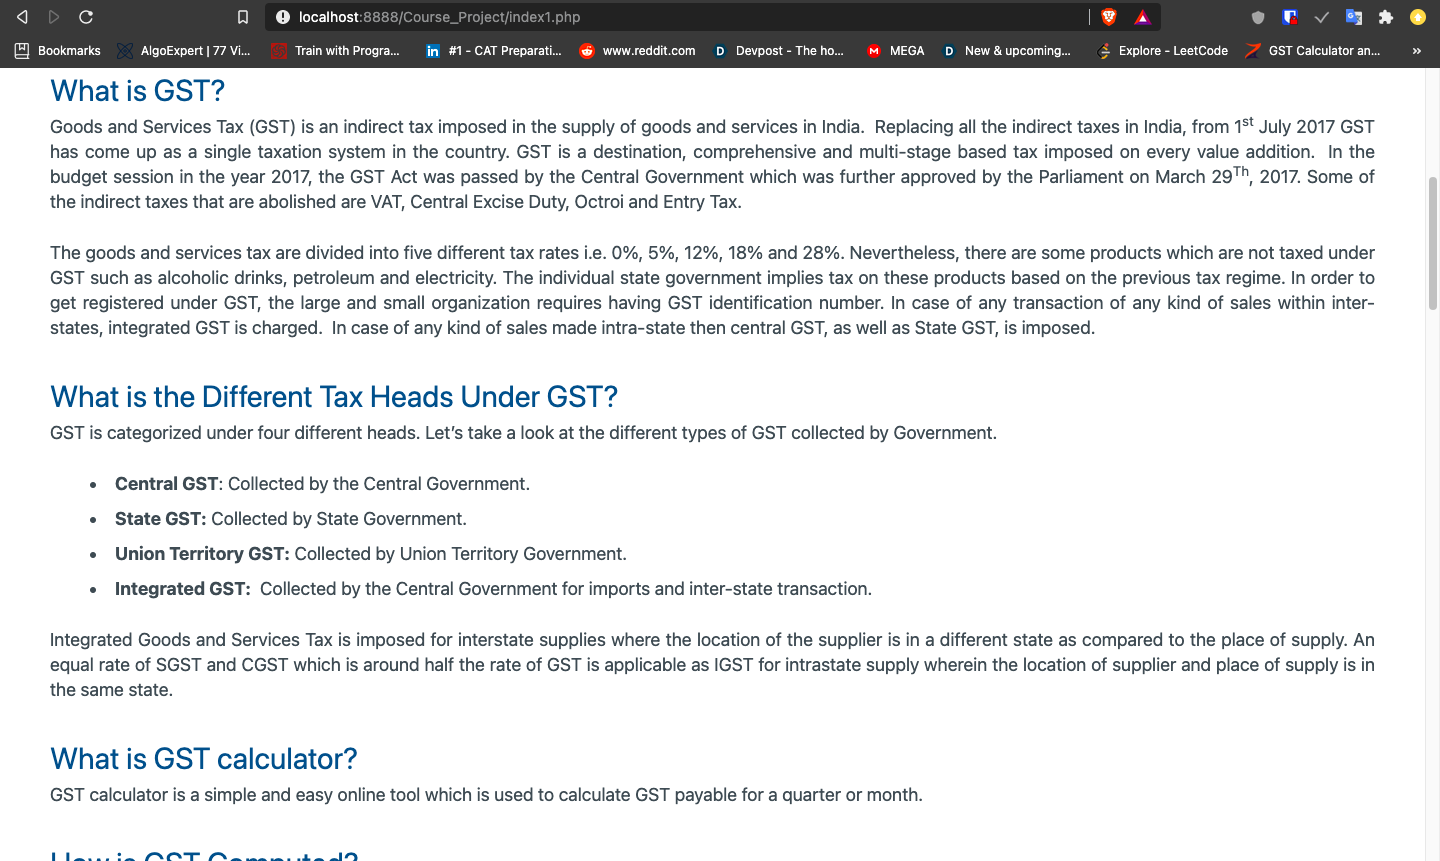 localhost:8888/Course_Project/index1.php
Bookmarks AlgoExpert | 77 Vi... Train with Progra... #1 - CAT Preparati... www.reddit.com Devpost - The ho... MEGA New & upcoming... Explore - LeetCode GST Calculator an... »
What is GST?
Goods and Services Tax (GST) is an indirect tax imposed in the supply of goods and services in India. Replacing all the indirect taxes in India, from 1st July 2017 GST
has come up as a single taxation system in the country. GST is a destination, comprehensive and multi-stage based tax imposed on every value addition. In the
budget session in the year 2017, the GST Act was passed by the Central Government which was further approved by the Parliament on March 29Th, 2017. Some of
the indirect taxes that are abolished are VAT, Central Excise Duty, Octroi and Entry Tax.
The goods and services tax are divided into five different tax rates i.e. 0%, 5%, 12%, 18% and 28%. Nevertheless, there are some products which are not taxed under
GST such as alcoholic drinks, petroleum and electricity. The individual state government implies tax on these products based on the previous tax regime. In order to
get registered under GST, the large and small organization requires having GST identification number. In case of any transaction of any kind of sales within inter-
states, integrated GST is charged. In case of any kind of sales made intra-state then central GST, as well as State GST, is imposed.
What is the Different Tax Heads Under GST?
GST is categorized under four different heads. Let's take a look at the different types of GST collected by Government.
• Central GST: Collected by the Central Government.
• State GST: Collected by State Government.
• Union Territory GST: Collected by Union Territory Government.
• Integrated GST: Collected by the Central Government for imports and inter-state transaction.
Integrated Goods and Services Tax is imposed for interstate supplies where the location of the supplier is in a different state as compared to the place of supply. An
equal rate of SGST and CGST which is around half the rate of GST is applicable as IGST for intrastate supply wherein the location of supplier and place of supply is in
the same state.
What is GST calculator?
GST calculator is a simple and easy online tool which is used to calculate GST payable for a quarter or month.
How is GST Computed?